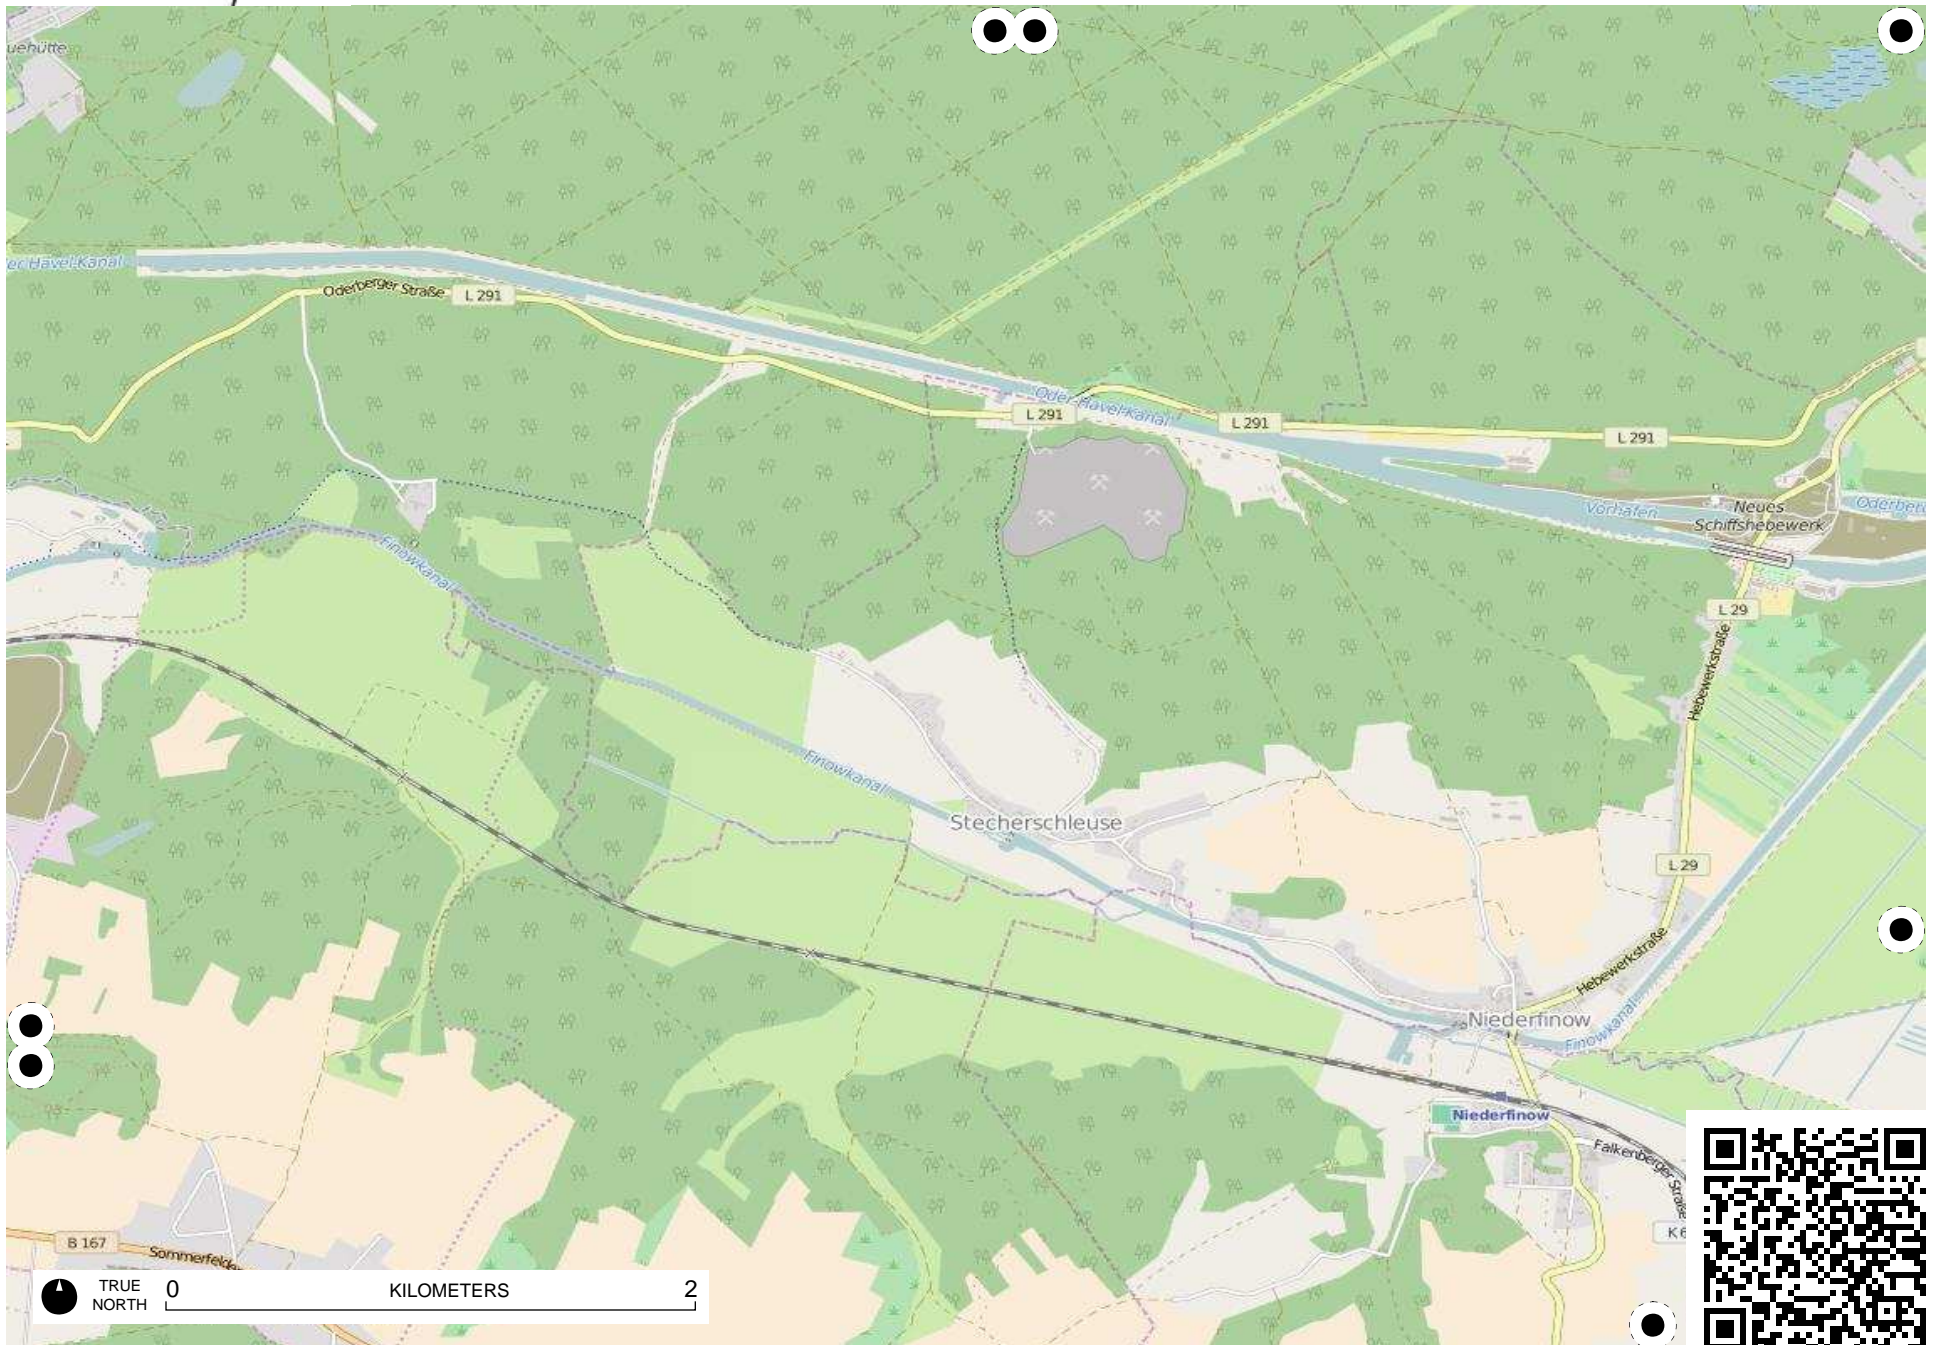 uehütte
er Havel-Kanal
Oderberger Straße
L 291
L 291
Oder-Havel-Kanal
L 291
L 291
Vorhafen
Neues
Schiffshebewerk
Oderber
Finowkanal
L 29
Hebewerkstraße
Finowkanal
Stecherschleuse
L 29
Hebewerkstraße
Niederfinow
Finowkanal
Niederfinow
Falkenberger Straße
K 6
B 167
Sommerfelde
TRUE
NORTH
0 KILOMETERS 2